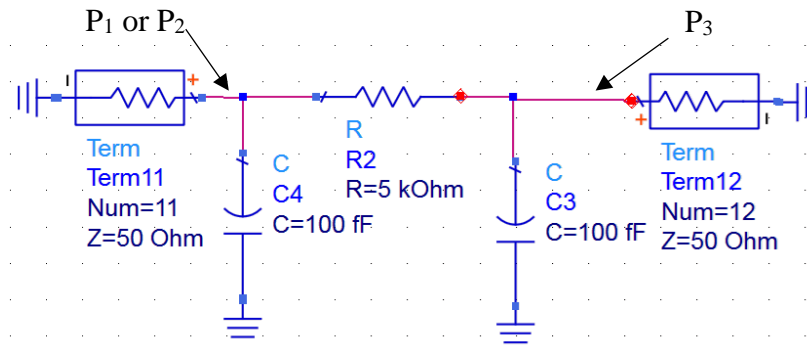 P₁ or P₂
P₃
Term
Term11
Num=11
Z=50 Ohm
C
C4
C=100 fF
R
R2
R=5 kOhm
C
C3
C=100 fF
Term
Term12
Num=12
Z=50 Ohm